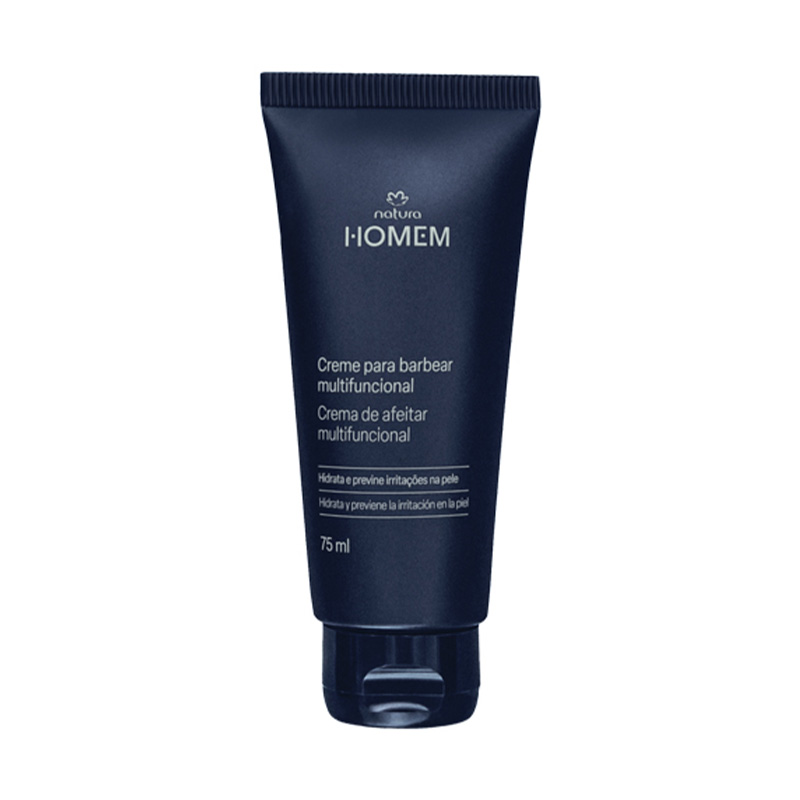 natura
HOMEM
Creme para barbear
multifuncional
Crema de afeitar
multifuncional
Hidrata e previne irritações na pele
Hidrata y previene la irritación en la piel
75 ml